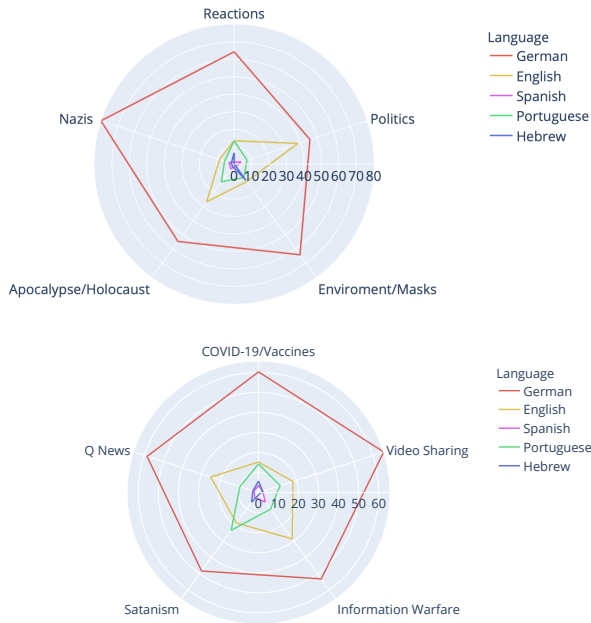 Reactions
Language
German
English
Spanish
Portuguese
Hebrew
Nazis
Politics
0 10 20 30 40 50 60 70 80
Apocalypse/Holocaust
Enviroment/Masks
COVID-19/Vaccines
Language
German
English
Spanish
Portuguese
Hebrew
Q News
Video Sharing
0 10 20 30 40 50 60
Satanism
Information Warfare